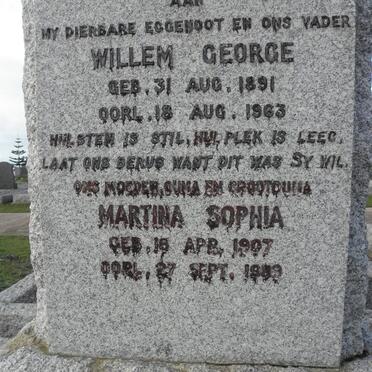 AAN
MY DIERBARE EGGENOOT EN ONS VADER
WILLEM GEORGE
GEB. 31 AUG. 1891
OORL. 18 AUG. 1963
HUL STEM IS STIL, HUL PLEK IS LEEG,
LAAT ONS BERUS WANT DIT WAS SY WIL.
ONS MOEDER, OUMA EN GROOTOUMA
MARTINA SOPHIA
GEB. 18 APR. 1907
OORL. 27 SEPT. 1989